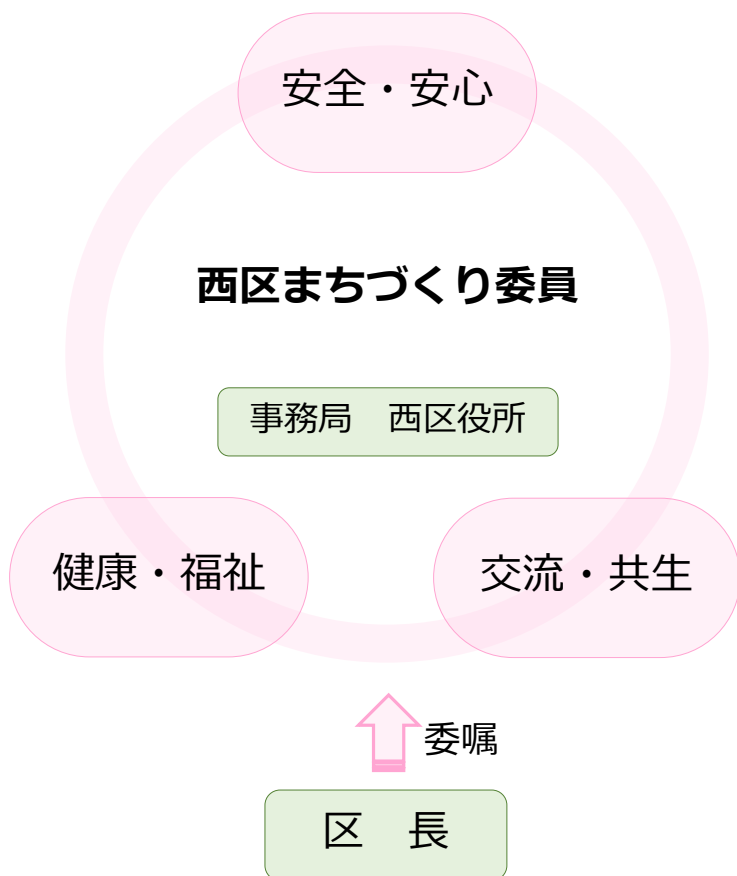 安全・安心
西区まちづくり委員
事務局　西区役所
健康・福祉
交流・共生
委嘱
区　長